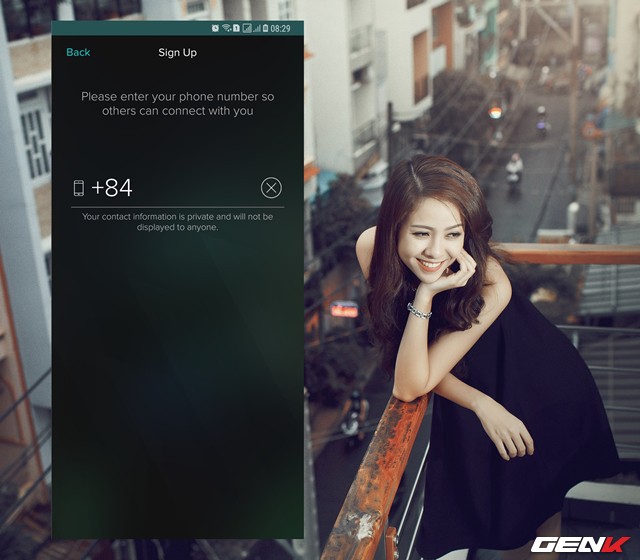 08:29
Back
Sign Up
Please enter your phone number so
others can connect with you
+84
Your contact information is private and will not be
displayed to anyone.
GENK